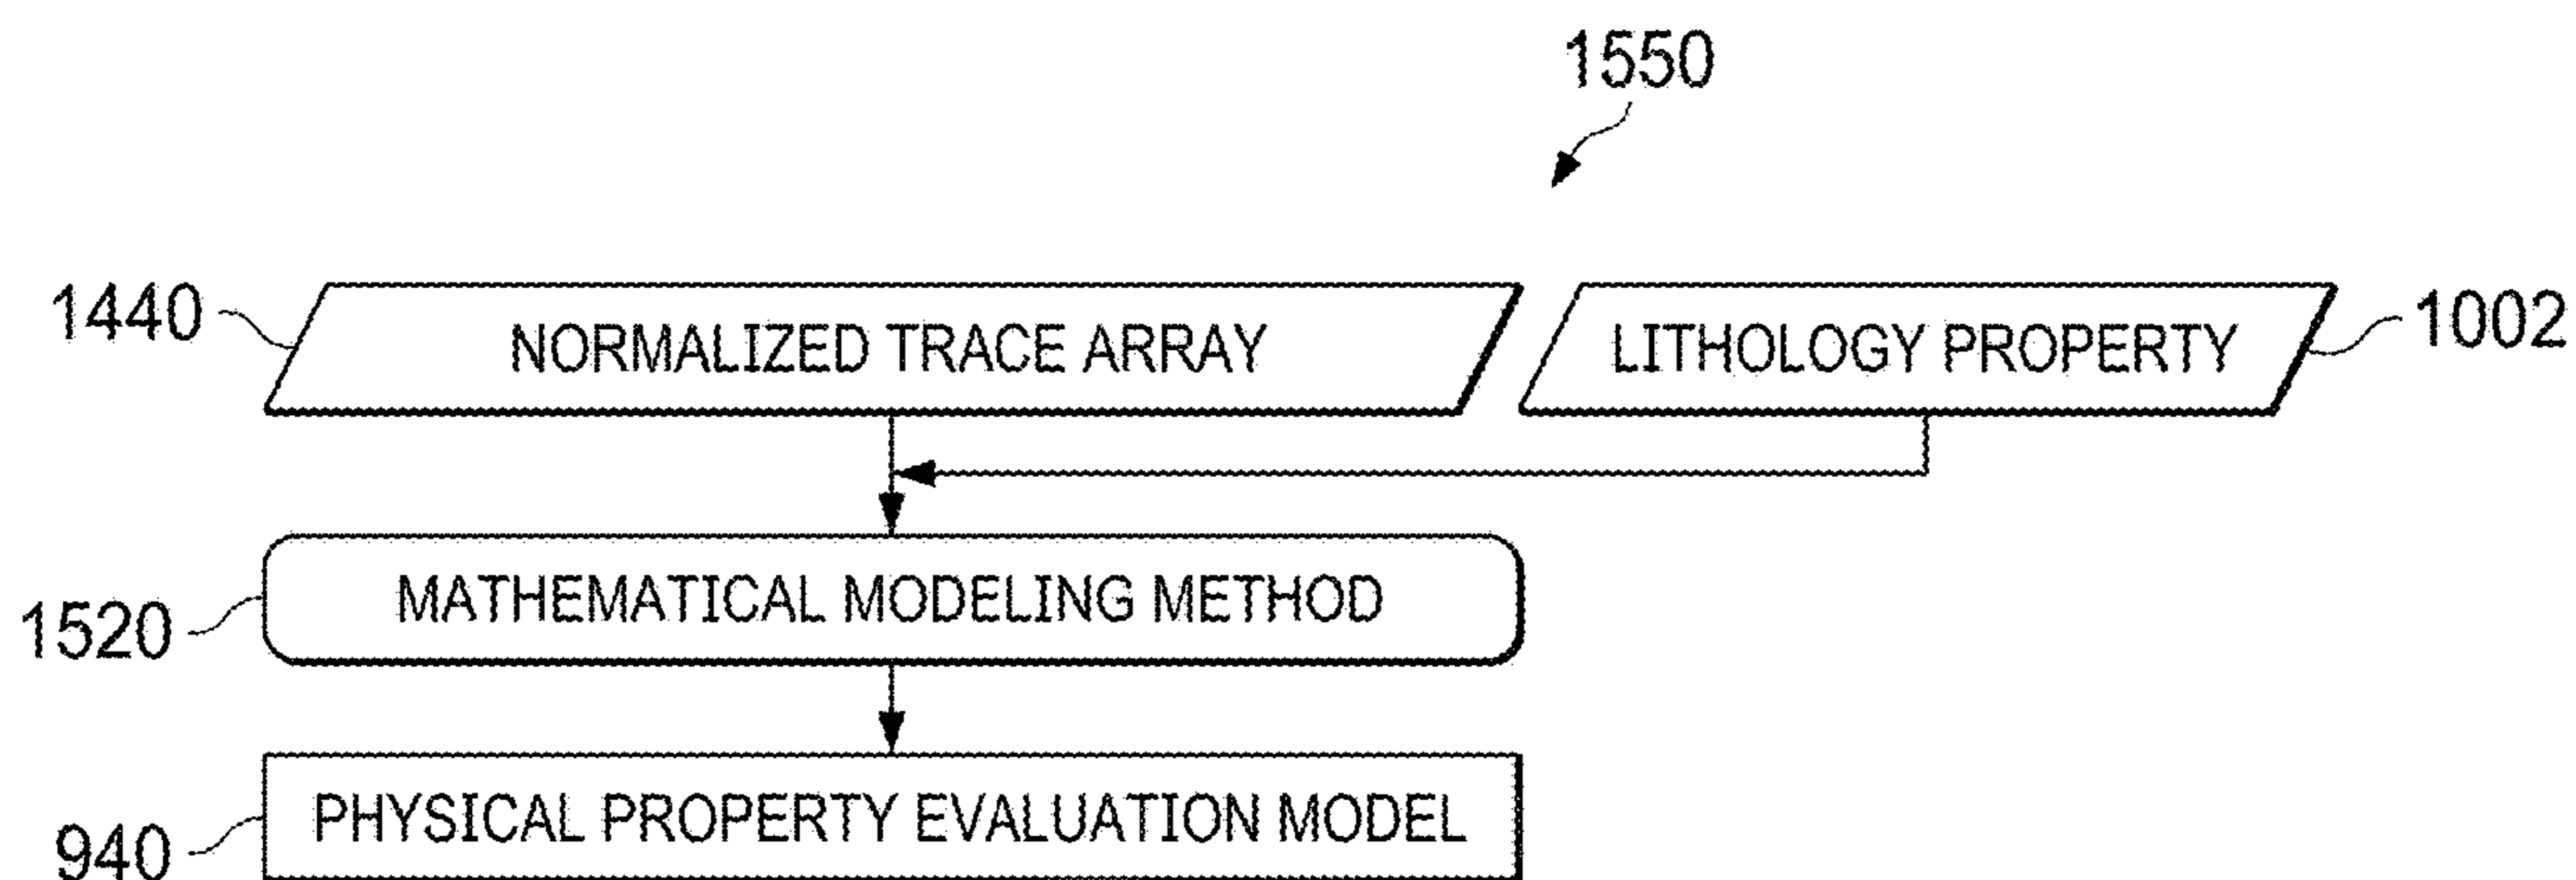 1550
1440 NORMALIZED TRACE ARRAY LITHOLOGY PROPERTY 1002
1520 MATHEMATICAL MODELING METHOD
940 PHYSICAL PROPERTY EVALUATION MODEL